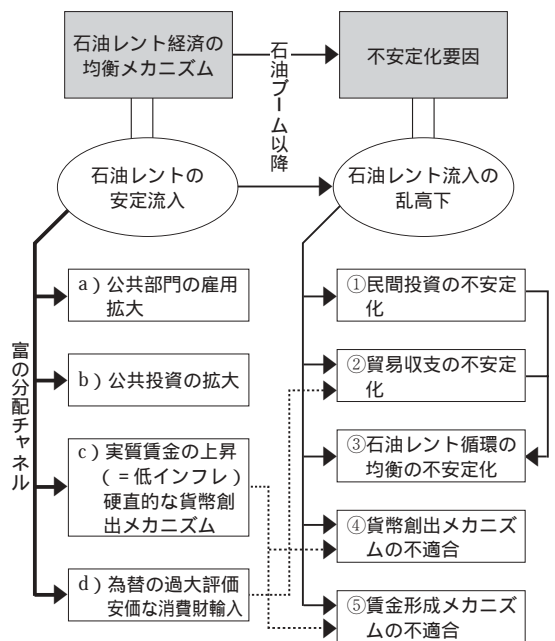 石油レント経済の
均衡メカニズム
石油ブーム以降
不安定化要因
石油レントの
安定流入
石油レント流入の
乱高下
富の分配チャネル
a）公共部門の雇用
拡大
b）公共投資の拡大
c）実質賃金の上昇
（＝低インフレ）
硬直的な貨幣創
出メカニズム
d）為替の過大評価
安価な消費財輸入
①民間投資の不安定
化
②貿易収支の不安定
化
③石油レント循環の
均衡の不安定化
④貨幣創出メカニズ
ムの不適合
⑤賃金形成メカニズ
ムの不適合